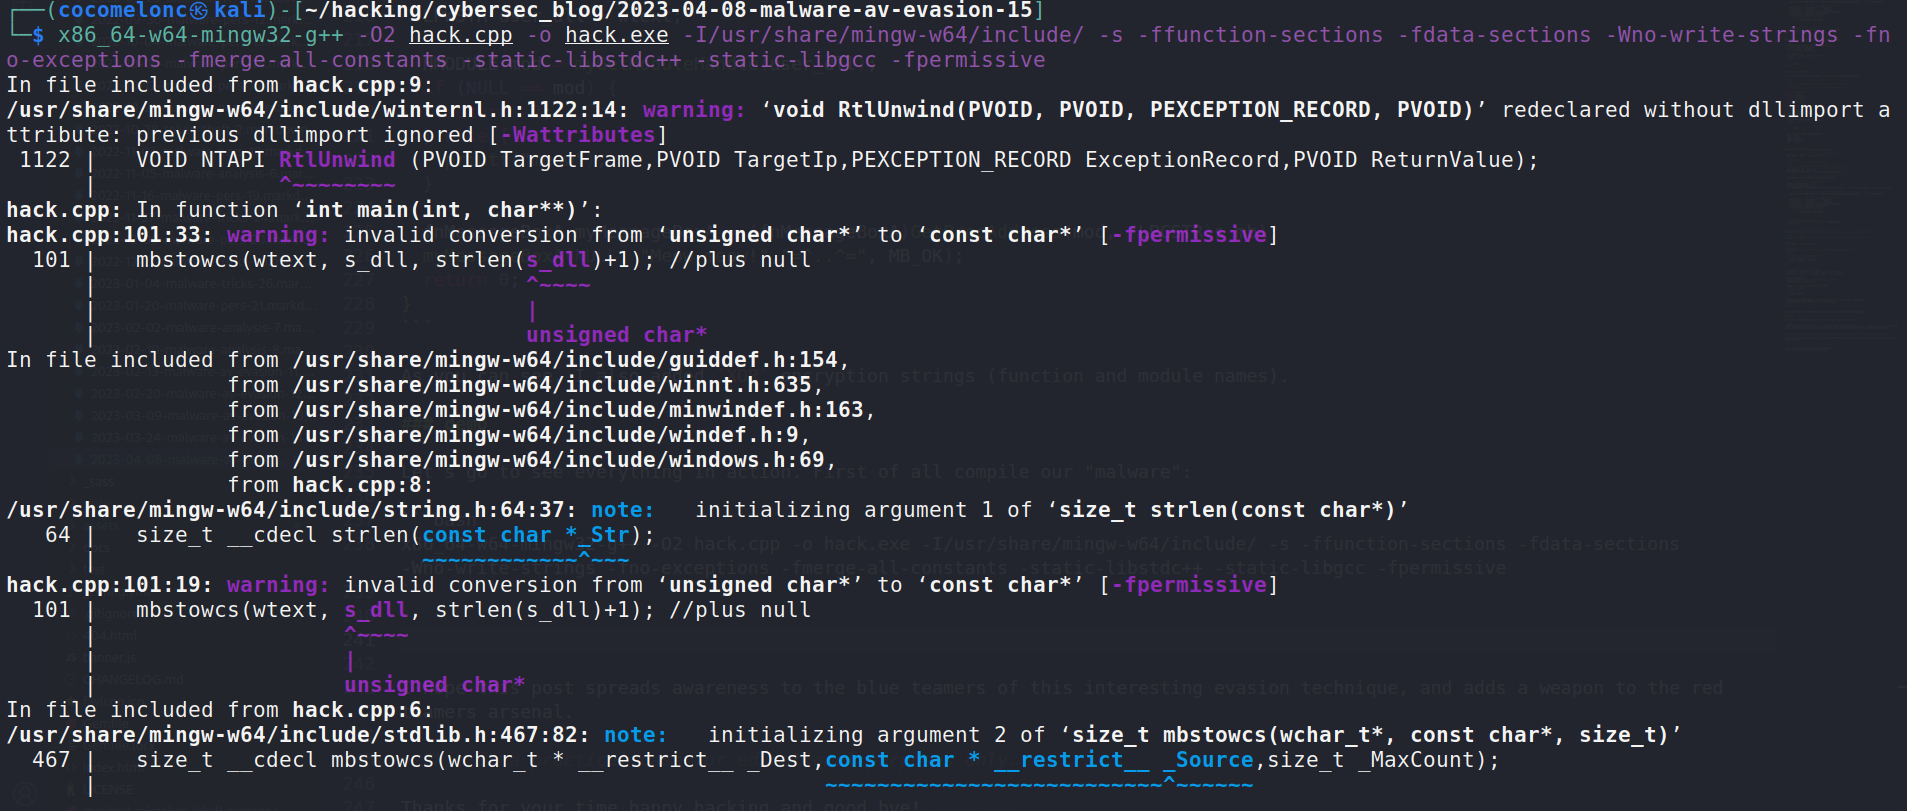 ┌──(cocomelonc㉿kali)-[~/hacking/cybersec_blog/2023-04-08-malware-av-evasion-15]
└─$ x86_64-w64-mingw32-g++ -O2 hack.cpp -o hack.exe -I/usr/share/mingw-w64/include/ -s -ffunction-sections -fdata-sections -Wno-write-strings -fn
o-exceptions -fmerge-all-constants -static-libstdc++ -static-libgcc -fpermissive
In file included from hack.cpp:9:
/usr/share/mingw-w64/include/winternl.h:1122:14: warning: ‘void RtlUnwind(PVOID, PVOID, PEXCEPTION_RECORD, PVOID)’ redeclared without dllimport a
ttribute: previous dllimport ignored [-Wattributes]
 1122 |   VOID NTAPI RtlUnwind (PVOID TargetFrame,PVOID TargetIp,PEXCEPTION_RECORD ExceptionRecord,PVOID ReturnValue);
      |              ^~~~~~~~~
hack.cpp: In function ‘int main(int, char**)’:
hack.cpp:101:33: warning: invalid conversion from ‘unsigned char*’ to ‘const char*’ [-fpermissive]
  101 |   mbstowcs(wtext, s_dll, strlen(s_dll)+1); //plus null
      |                                 ^~~~~
      |                                 |
      |                                 unsigned char*
In file included from /usr/share/mingw-w64/include/guiddef.h:154,
                 from /usr/share/mingw-w64/include/winnt.h:635,
                 from /usr/share/mingw-w64/include/minwindef.h:163,
                 from /usr/share/mingw-w64/include/windef.h:9,
                 from /usr/share/mingw-w64/include/windows.h:69,
                 from hack.cpp:8:
/usr/share/mingw-w64/include/string.h:64:37: note:   initializing argument 1 of ‘size_t strlen(const char*)’
   64 |   size_t __cdecl strlen(const char *_Str);
      |                         ~~~~~~~~~~~~^~~~
hack.cpp:101:19: warning: invalid conversion from ‘unsigned char*’ to ‘const char*’ [-fpermissive]
  101 |   mbstowcs(wtext, s_dll, strlen(s_dll)+1); //plus null
      |                   ^~~~~
      |                   |
      |                   unsigned char*
In file included from hack.cpp:6:
/usr/share/mingw-w64/include/stdlib.h:467:82: note:   initializing argument 2 of ‘size_t mbstowcs(wchar_t*, const char*, size_t)’
  467 |   size_t __cdecl mbstowcs(wchar_t * __restrict__ _Dest,const char * __restrict__ _Source,size_t _MaxCount);
      |                                                        ~~~~~~~~~~~~~~~~~~~~~~~~~~^~~~~~~